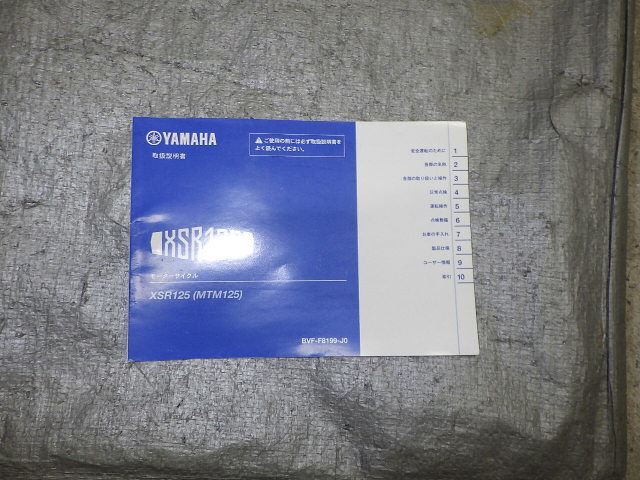 YAMAHA
取扱説明書
ご使用の前には必ず取扱説明書を
よく読んでください。
XSR125
モーターサイクル
XSR125 (MTM125)
BVF-F8199-J0
安全運転のために 1
各部の名称 2
各部の取り扱いと操作 3
日常点検 4
運転操作 5
点検整備 6
お車の手入れ 7
製品仕様 8
ユーザー情報 9
索引 10